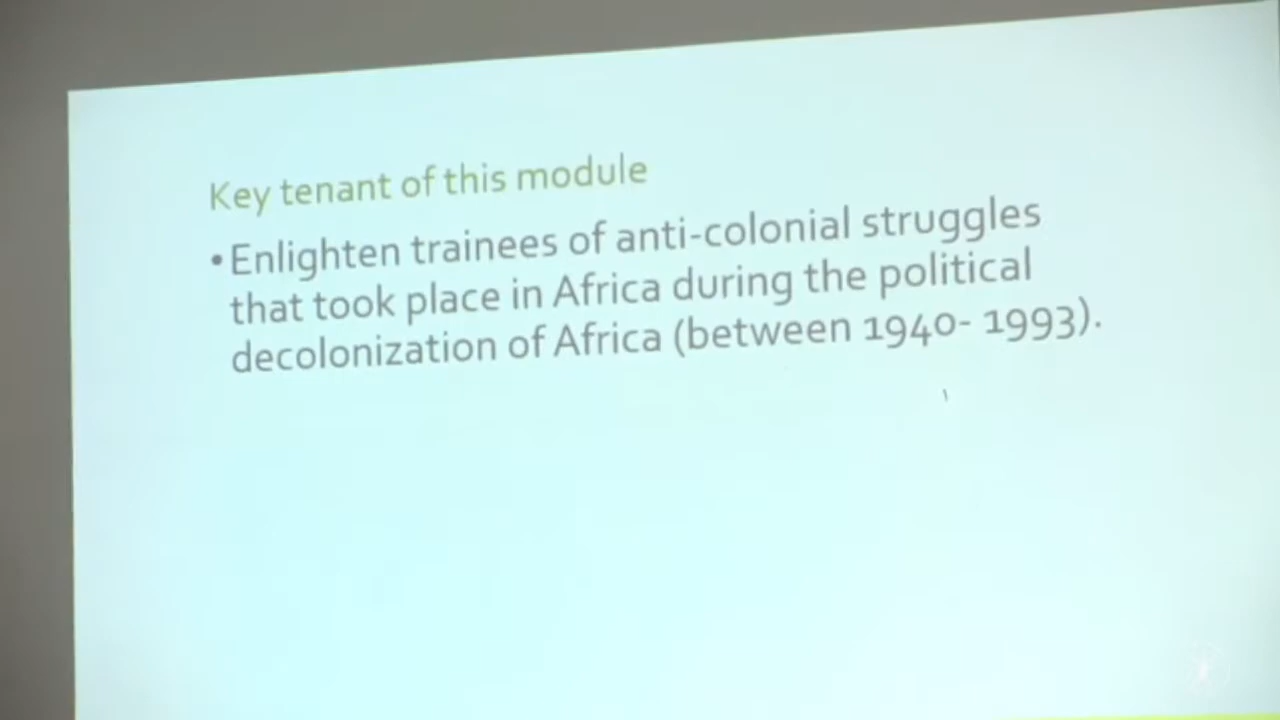 Key tenant of this module
• Enlighten trainees of anti-colonial struggles
that took place in Africa during the political
decolonization of Africa (between 1940- 1993).